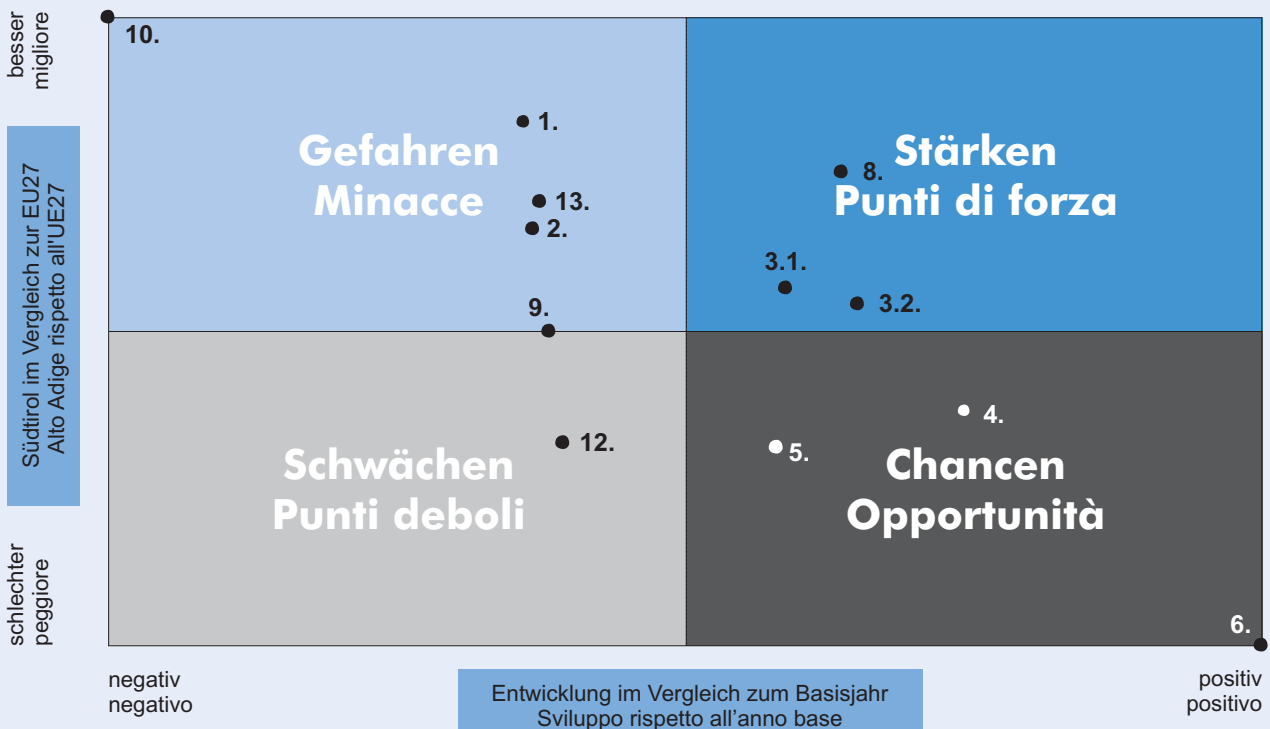 besser
migliore
10.
1.
Gefahren
Minacce
13.
2.
9.
Stärken
Punti di forza
8.
3.1.
3.2.
Südtirol im Vergleich zur EU27
Alto Adige rispetto all'UE27
12.
Schwächen
Punti deboli
4.
5.
Chancen
Opportunità
6.
schlechter
peggiore
negativ
negativo
Entwicklung im Vergleich zum Basisjahr
Sviluppo rispetto all’anno base
positiv
positivo